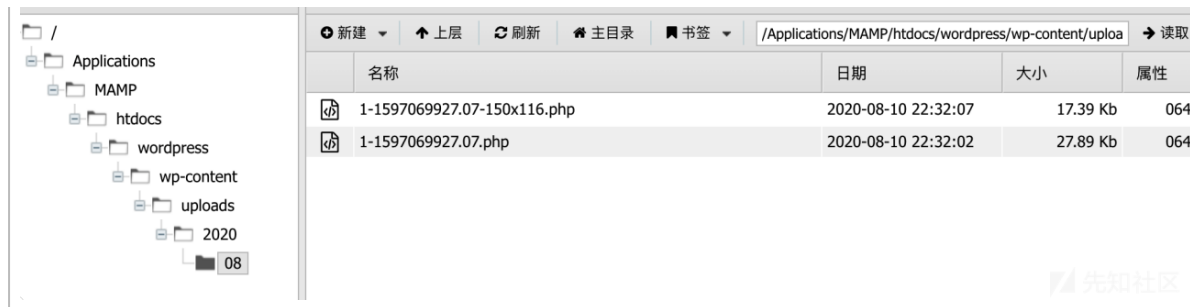 /
Applications
MAMP
htdocs
wordpress
wp-content
uploads
2020
08
新建 上层 刷新 主目录 书签 /Applications/MAMP/htdocs/wordpress/wp-content/uploa 读取
名称 日期 大小 属性
1-1597069927.07-150x116.php 2020-08-10 22:32:07 17.39 Kb 064
1-1597069927.07.php 2020-08-10 22:32:02 27.89 Kb 064
先知社区